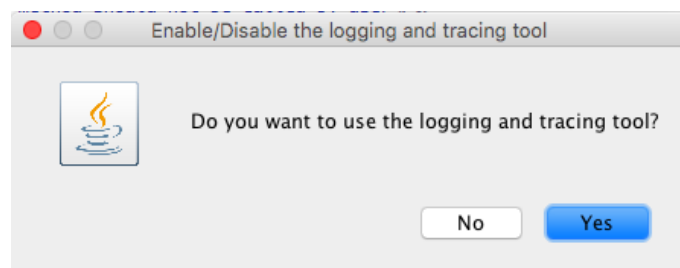 Enable/Disable the logging and tracing tool
Do you want to use the logging and tracing tool?
No
Yes